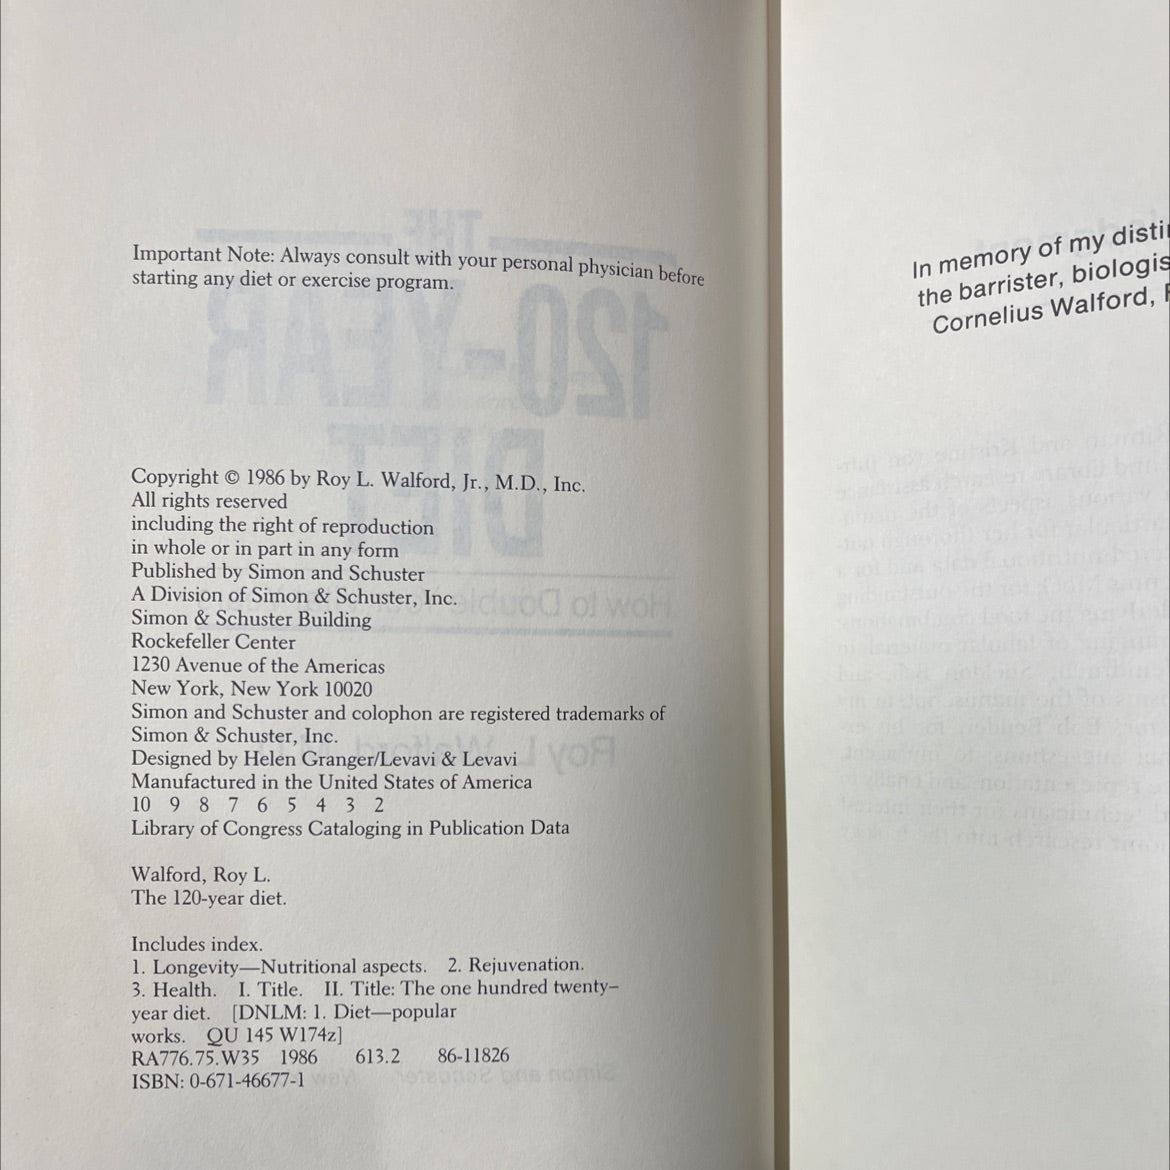 Important Note: Always consult with your personal physician before
starting any diet or exercise program.
Copyright © 1986 by Roy L. Walford, Jr., M.D., Inc.
All rights reserved
including the right of reproduction
in whole or in part in any form
Published by Simon and Schuster
A Division of Simon & Schuster, Inc.
Simon & Schuster Building
Rockefeller Center
1230 Avenue of the Americas
New York, New York 10020
Simon and Schuster and colophon are registered trademarks of
Simon & Schuster, Inc.
Designed by Helen Granger/Levavi & Levavi
Manufactured in the United States of America
10 9 8 7 6 5 4 3 2
Library of Congress Cataloging in Publication Data
Walford, Roy L.
The 120-year diet.
Includes index.
1. Longevity—Nutritional aspects. 2. Rejuvenation.
3. Health. I. Title. II. Title: The one hundred twenty–
year diet. [DNLM: 1. Diet—popular
works. QU 145 W174z]
RA776.75.W35 1986 613.2 86-11826
ISBN: 0-671-46677-1
In memory of my disti
the barrister, biologis
Cornelius Walford,